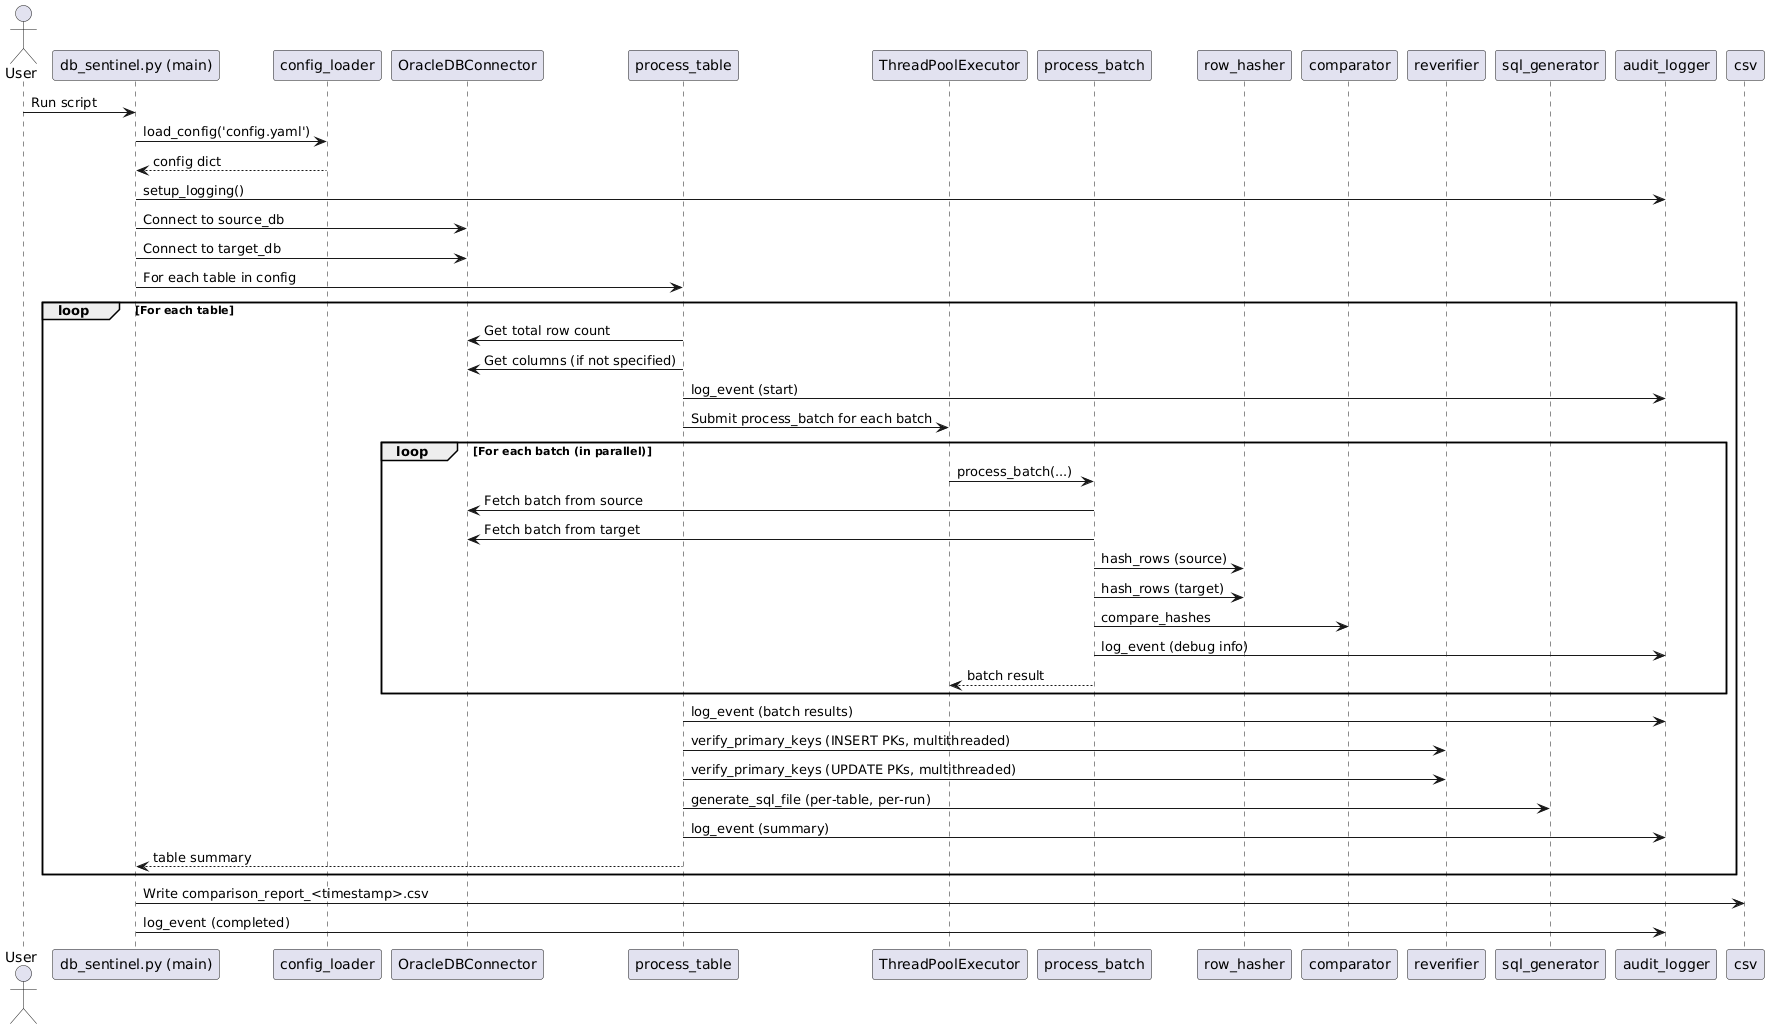 User
db_sentinel.py (main)
config_loader
OracleDBConnector
process_table
ThreadPoolExecutor
process_batch
row_hasher
comparator
reverifier
sql_generator
audit_logger
csv
Run script
load_config('config.yaml')
config dict
setup_logging()
Connect to source_db
Connect to target_db
For each table in config
loop
[For each table]
Get total row count
Get columns (if not specified)
log_event (start)
Submit process_batch for each batch
loop
[For each batch (in parallel)]
process_batch(...)
Fetch batch from source
Fetch batch from target
hash_rows (source)
hash_rows (target)
compare_hashes
log_event (debug info)
batch result
log_event (batch results)
verify_primary_keys (INSERT PKs, multithreaded)
verify_primary_keys (UPDATE PKs, multithreaded)
generate_sql_file (per-table, per-run)
log_event (summary)
table summary
Write comparison_report_<timestamp>.csv
log_event (completed)
User
db_sentinel.py (main)
config_loader
OracleDBConnector
process_table
ThreadPoolExecutor
process_batch
row_hasher
comparator
reverifier
sql_generator
audit_logger
csv